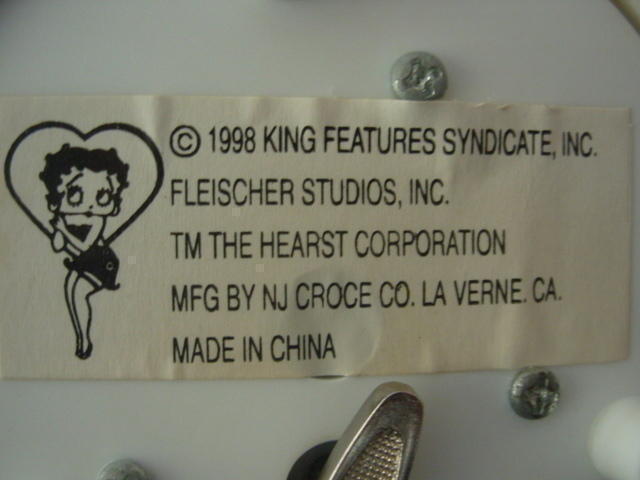 © 1998 KING FEATURES SYNDICATE, INC.
FLEISCHER STUDIOS, INC.
TM THE HEARST CORPORATION
MFG BY NJ CROCE CO. LA VERNE. CA.
MADE IN CHINA